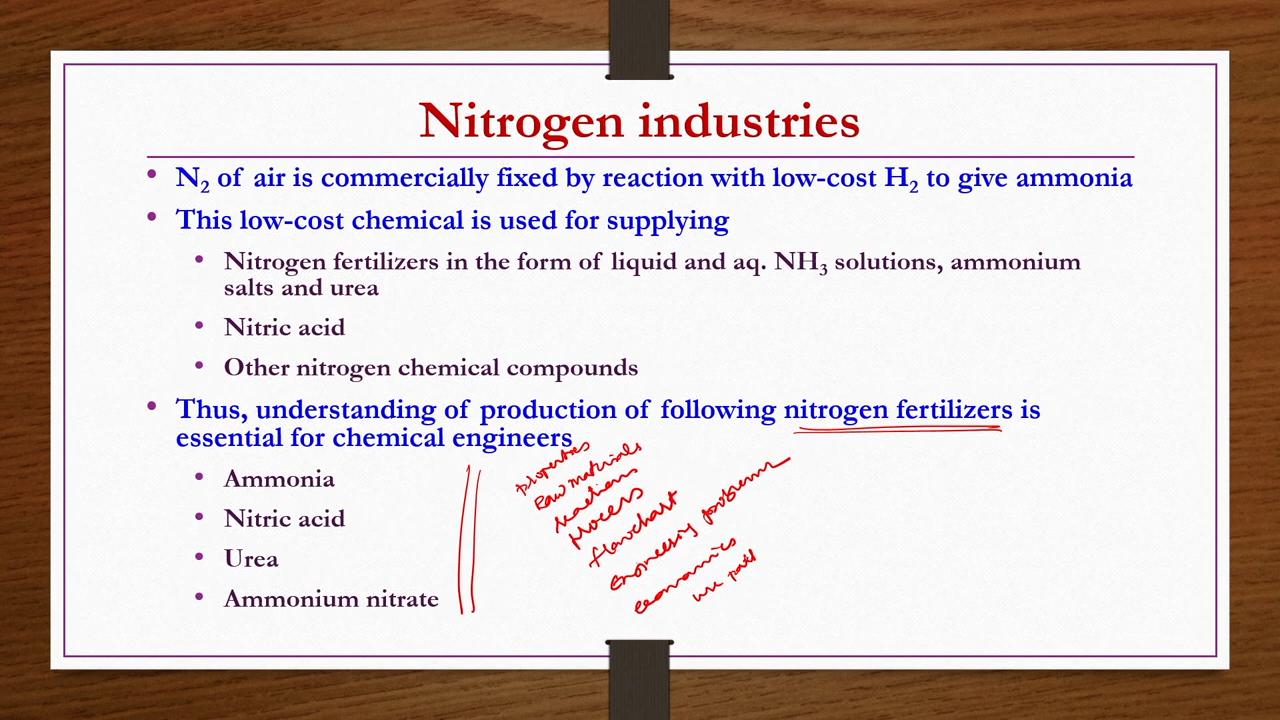 Nitrogen industries
• N₂ of air is commercially fixed by reaction with low-cost H₂ to give ammonia
• This low-cost chemical is used for supplying
• Nitrogen fertilizers in the form of liquid and aq. NH₃ solutions, ammonium
salts and urea
• Nitric acid
• Other nitrogen chemical compounds
• Thus, understanding of production of following nitrogen fertilizers is
essential for chemical engineers
• Ammonia
• Nitric acid
• Urea
• Ammonium nitrate
properties
Raw materials
reactions
process
flowchart
engineering problems
economics